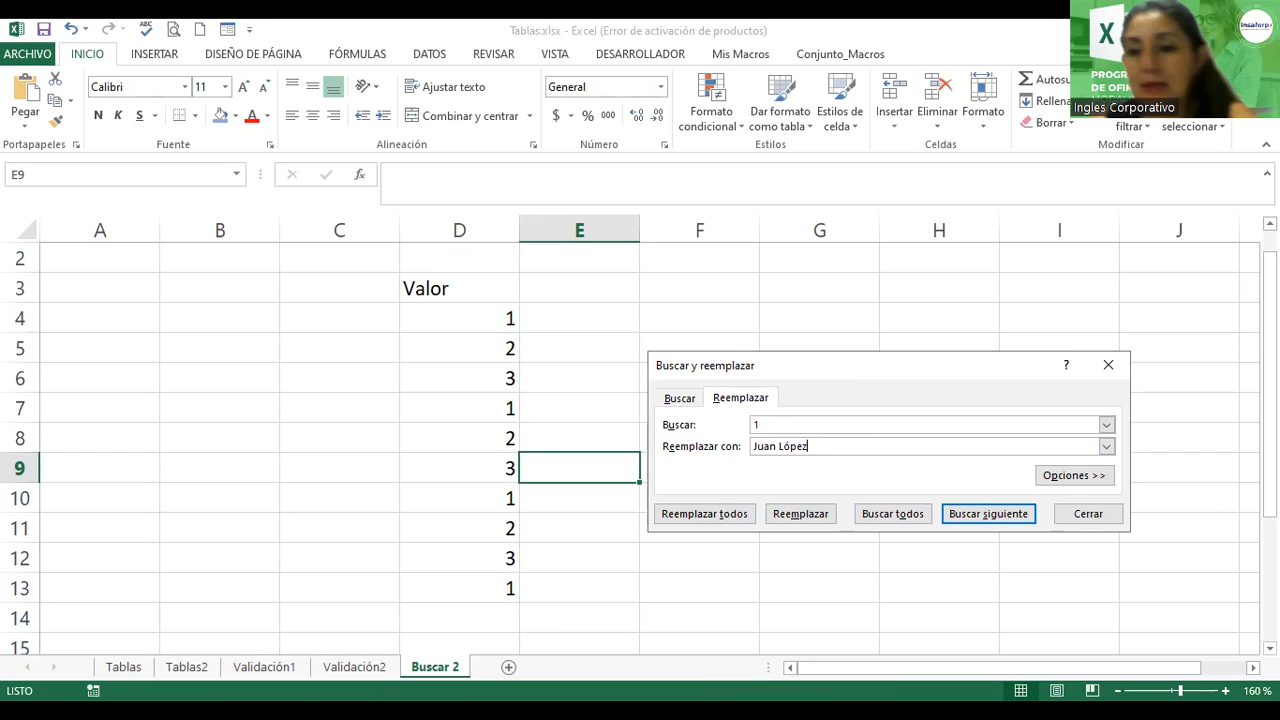 Tablas.xlsx - Excel (Error de activación de productos)
ARCHIVO INICIO INSERTAR DISEÑO DE PÁGINA FÓRMULAS DATOS REVISAR VISTA DESARROLLADOR Mis Macros Conjunto_Macros
Pegar
Calibri 11
N K S
Ajustar texto
Combinar y centrar
General
$ % 000
Formato condicional
Dar formato como tabla
Estilos de celda
Insertar
Eliminar
Formato
Borrar
filtrar
seleccionar
Portapapeles Fuente Alineación Número Estilos Celdas Modificar
Insaforp
Ingles Corporativo
E9
fx
A B C D E F G H I J
2
3 Valor
4 1
5 2
6 3
7 1
8 2
9 3
10 1
11 2
12 3
13 1
14
15
Buscar y reemplazar ?
Buscar Reemplazar
Buscar: 1
Reemplazar con: Juan López
Opciones >>
Reemplazar todos Reemplazar Buscar todos Buscar siguiente Cerrar
Tablas Tablas2 Validación1 Validación2 Buscar 2
LISTO
160 %